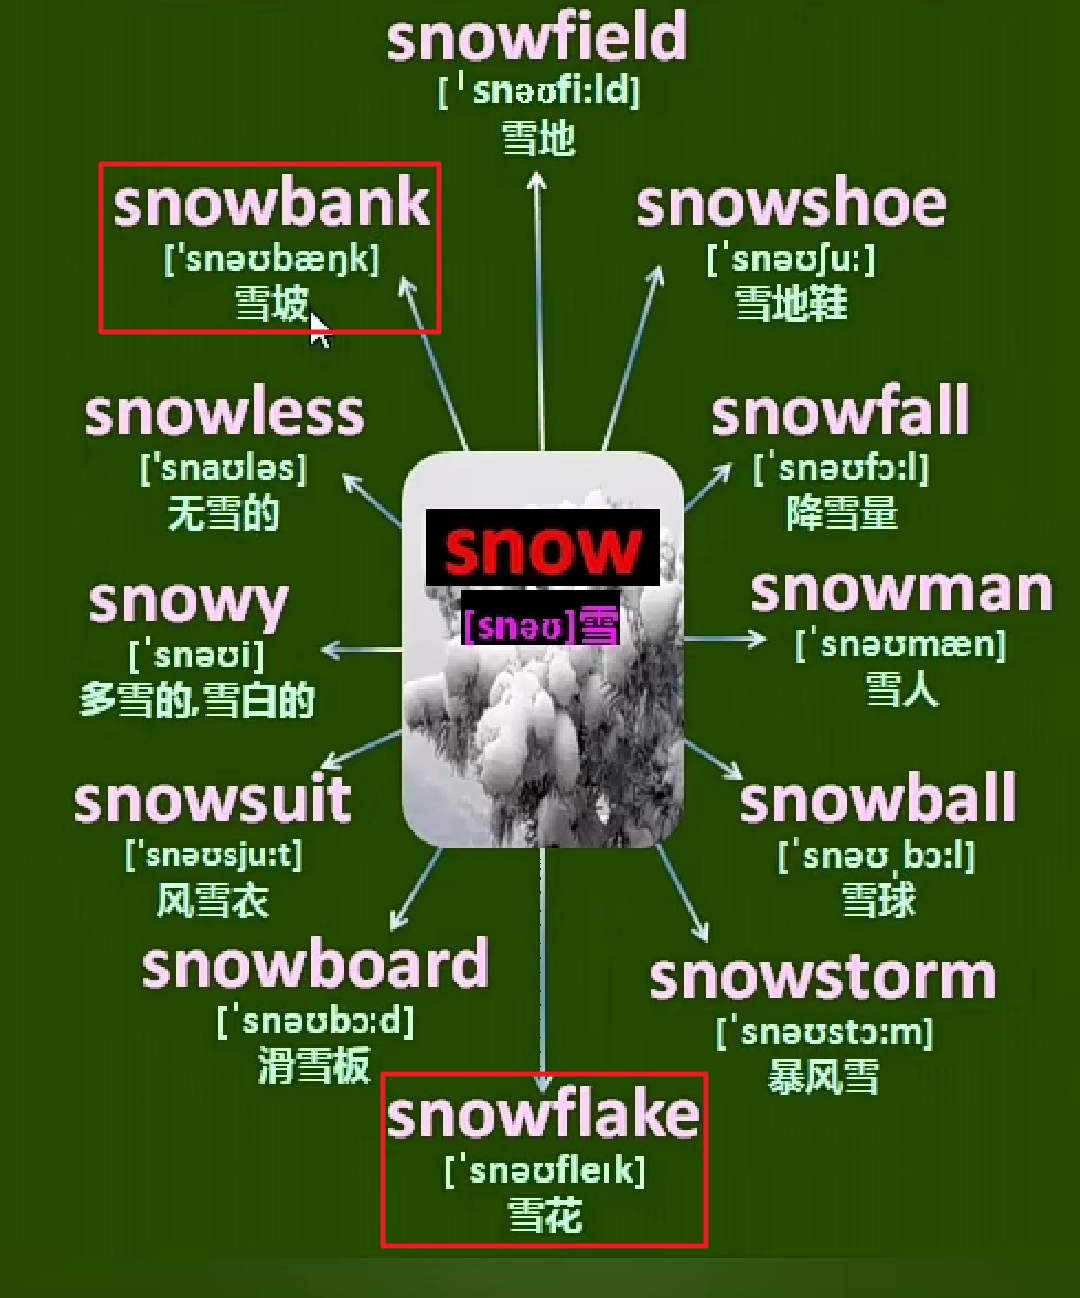 snowfield
[ˈsnəʊfi:ld]
雪地
snowbank
['snəʊbæŋk]
雪坡
snowshoe
[ˈsnəʊʃu:]
雪地鞋
snowless
['snaʊləs]
无雪的
snowfall
[ˈsnəʊfɔ:l]
降雪量
snow
[snəʊ]雪
snowy
[ˈsnəʊi]
多雪的,雪白的
snowman
[ˈsnəʊmæn]
雪人
snowsuit
['snəʊsju:t]
风雪衣
snowball
[ˈsnəʊˌbɔ:l]
雪球
snowboard
[ˈsnəʊbɔ:d]
滑雪板
snowstorm
[ˈsnəʊstɔ:m]
暴风雪
snowflake
[ˈsnəʊfleɪk]
雪花